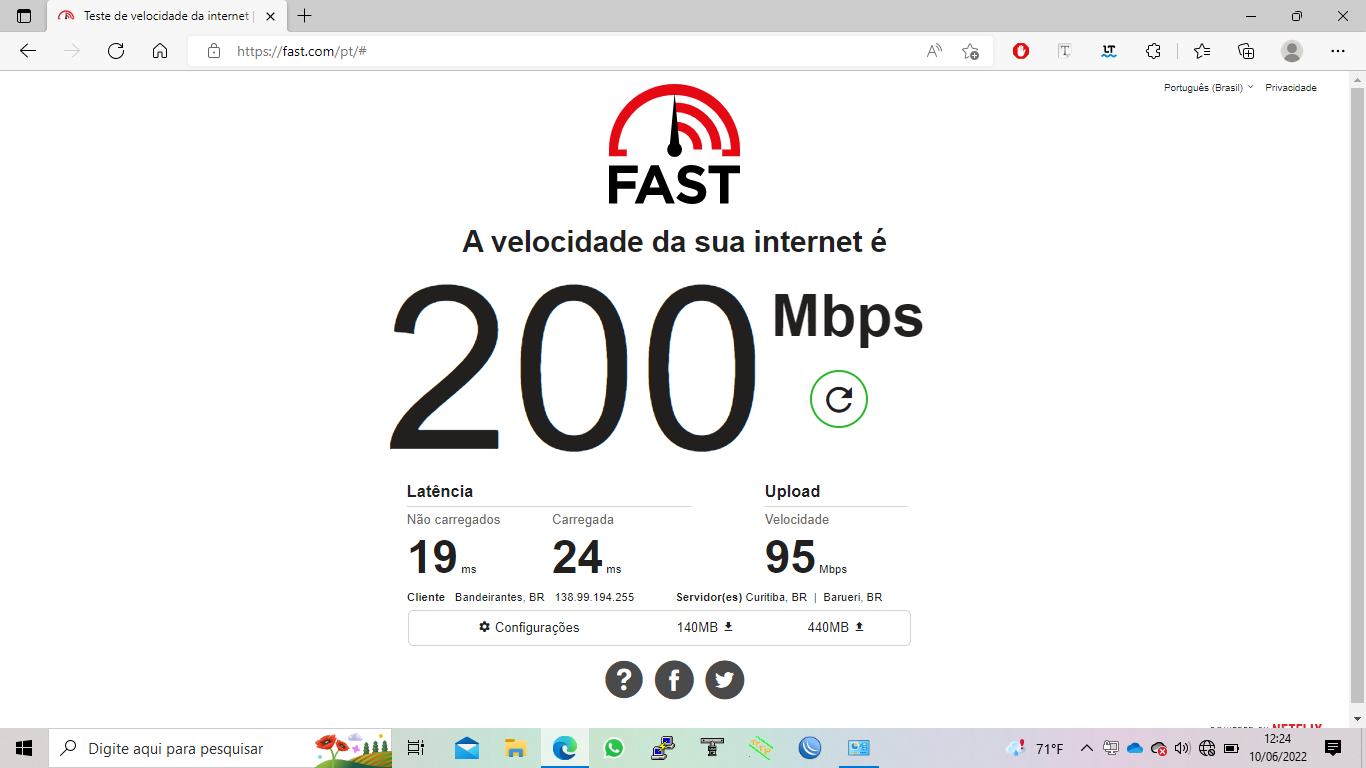 Teste de velocidade da internet |
https://fast.com/pt/#
Português (Brasil) Privacidade
FAST
A velocidade da sua internet é
200 Mbps
Latência Upload
Não carregados Carregada Velocidade
19 ms 24 ms 95 Mbps
Cliente Bandeirantes, BR 138.99.194.255 Servidor(es) Curitiba, BR | Barueri, BR
Configurações 140MB 440MB
?
POWERED BY NETFLIX
Digite aqui para pesquisar
71°F
12:24
10/06/2022